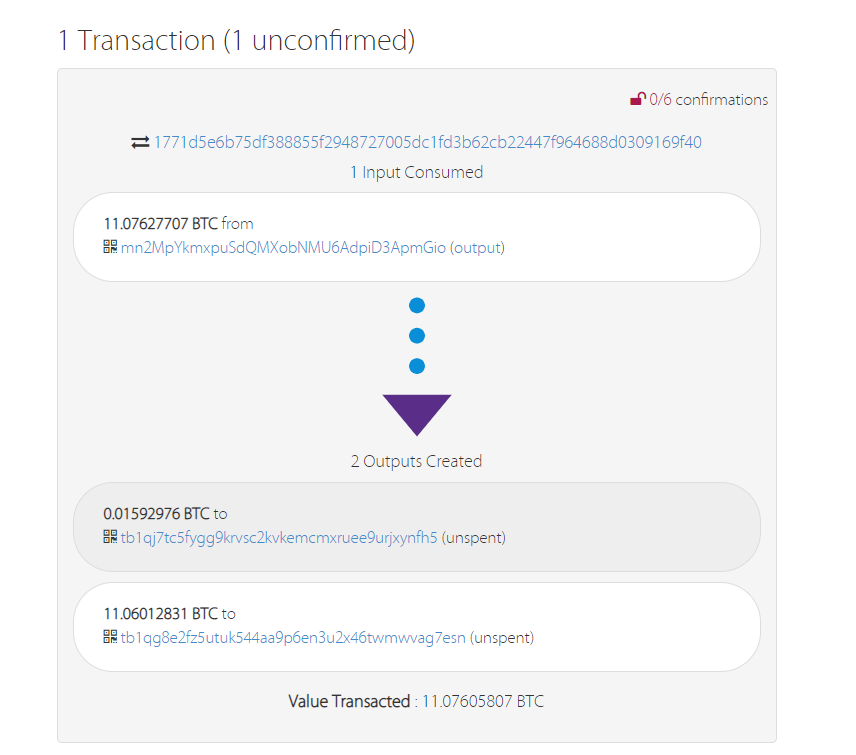 1 Transaction (1 unconfirmed)
0/6 confirmations
1771d5e6b75df388855f2948727005dc1fd3b62cb22447f964688d0309169f40
1 Input Consumed
11.07627707 BTC from
mn2MpYkmxpuSdQMXobNMU6AdpiD3ApmGio (output)
2 Outputs Created
0.01592976 BTC to
tb1qj7tc5fygg9krvsc2kvkemcmxruee9urjxynfh5 (unspent)
11.06012831 BTC to
tb1qg8e2fz5utuk544aa9p6en3u2x46twmwvag7esn (unspent)
Value Transacted : 11.07605807 BTC